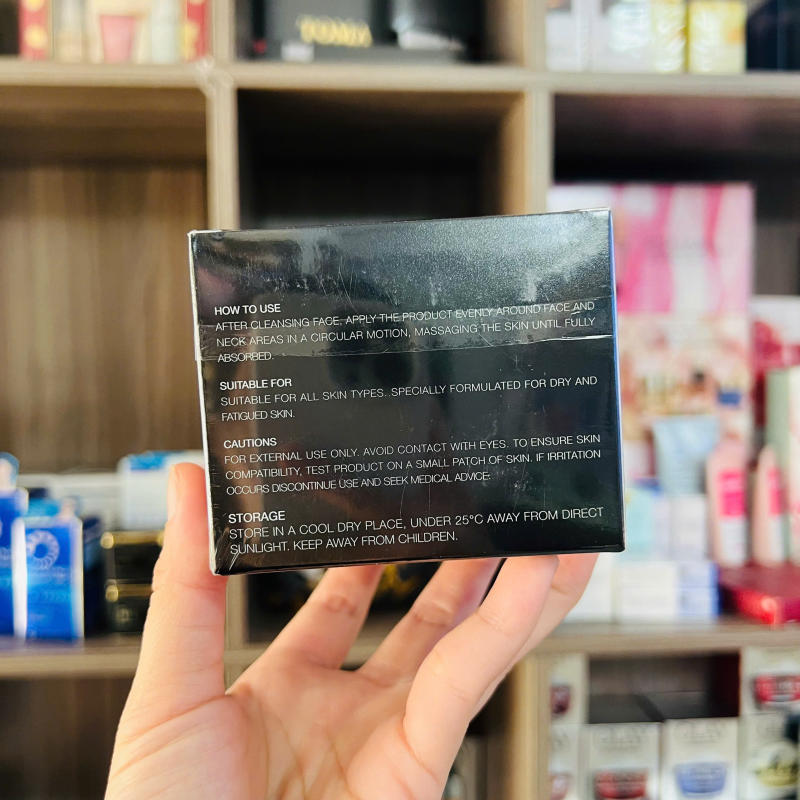 TOMA
HOW TO USE
AFTER CLEANSING FACE, APPLY THE PRODUCT EVENLY AROUND FACE AND
NECK AREAS IN A CIRCULAR MOTION, MASSAGING THE SKIN UNTIL FULLY
ABSORBED.
SUITABLE FOR
SUITABLE FOR ALL SKIN TYPES. SPECIALLY FORMULATED FOR DRY AND
FATIGUED SKIN.
CAUTIONS
FOR EXTERNAL USE ONLY. AVOID CONTACT WITH EYES. TO ENSURE SKIN
COMPATIBILITY, TEST PRODUCT ON A SMALL PATCH OF SKIN. IF IRRITATION
OCCURS DISCONTINUE USE AND SEEK MEDICAL ADVICE.
STORAGE
STORE IN A COOL DRY PLACE, UNDER 25°C AWAY FROM DIRECT
SUNLIGHT. KEEP AWAY FROM CHILDREN.
OLAY
OLAY